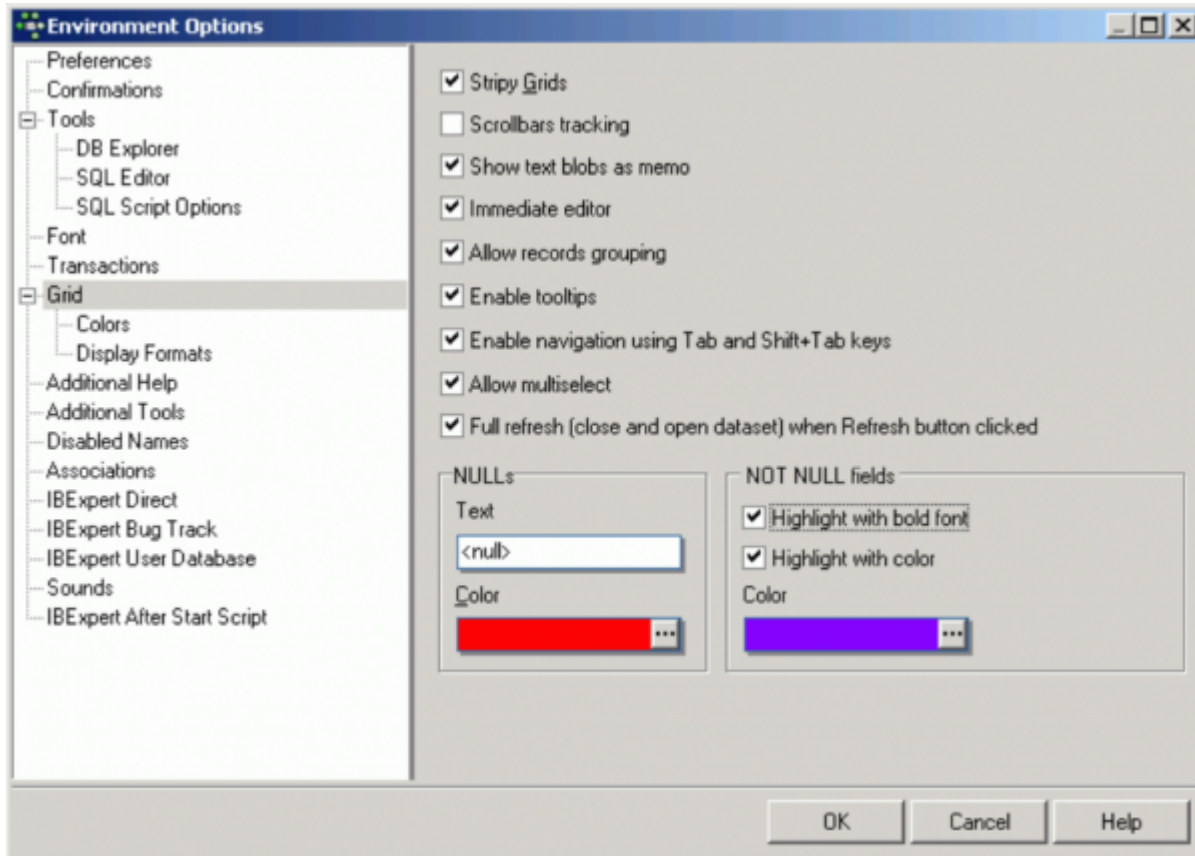 Environment Options
Preferences
Confirmations
Tools
DB Explorer
SQL Editor
SQL Script Options
Font
Transactions
Grid
Colors
Display Formats
Additional Help
Additional Tools
Disabled Names
Associations
IBExpert Direct
IBExpert Bug Track
IBExpert User Database
Sounds
IBExpert After Start Script
Stripy Grids
Scrollbars tracking
Show text blobs as memo
Immediate editor
Allow records grouping
Enable tooltips
Enable navigation using Tab and Shift+Tab keys
Allow multiselect
Full refresh (close and open dataset) when Refresh button clicked
NULLs
Text
<null>
Color
...
NOT NULL fields
Highlight with bold font
Highlight with color
Color
...
OK
Cancel
Help